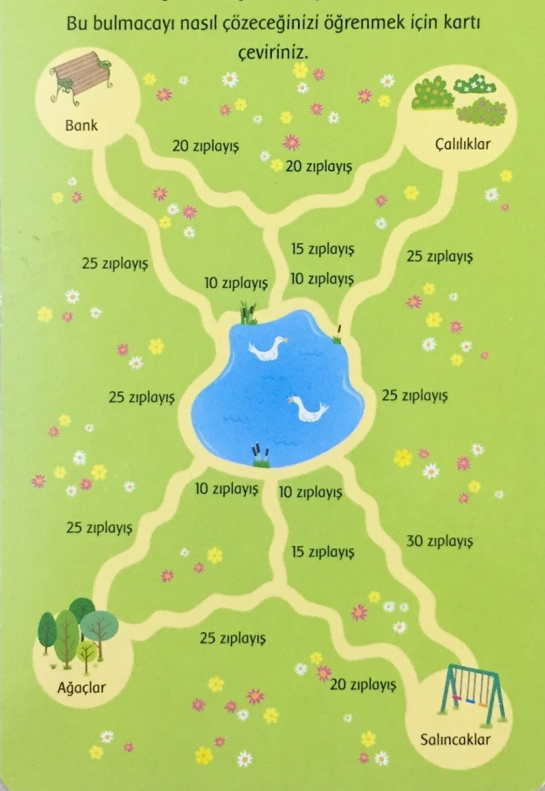 Bu bulmacayı nasıl çözeceğinizi öğrenmek için kartı
çeviriniz.
Bank
Çalılıklar
20 zıplayış
20 zıplayış
25 zıplayış
15 zıplayış
25 zıplayış
10 zıplayış
10 zıplayış
25 zıplayış
25 zıplayış
10 zıplayış
10 zıplayış
25 zıplayış
15 zıplayış
30 zıplayış
25 zıplayış
20 zıplayış
Ağaçlar
Salıncaklar